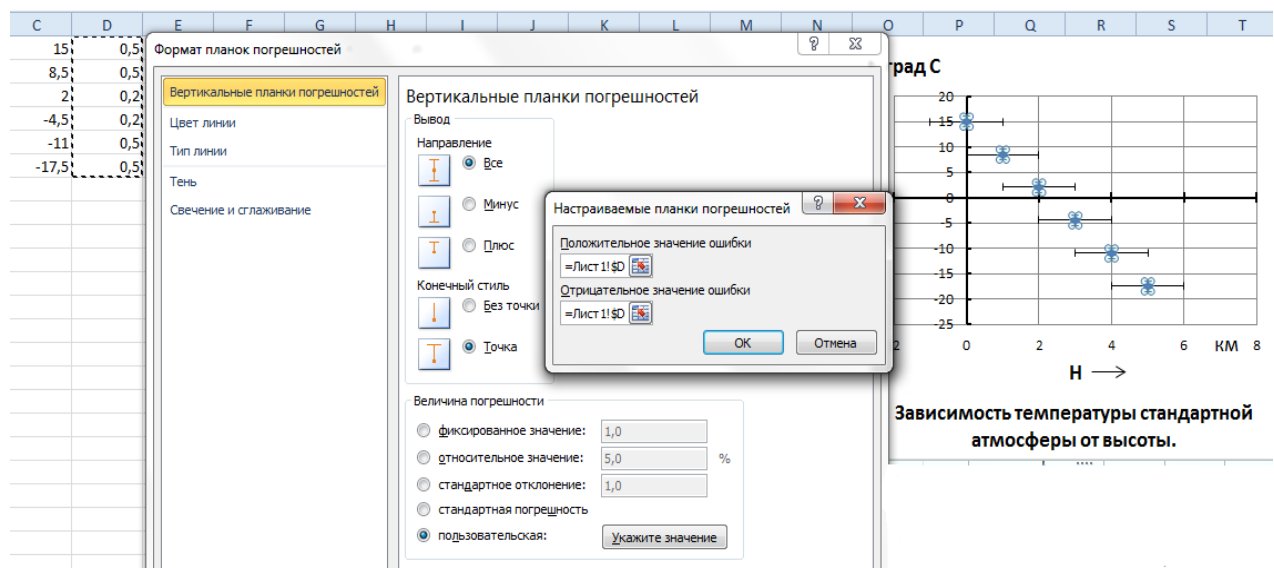 C D E F G H I J K L M N O P Q R S T
15 0,5
8,5 0,5
2 0,2
-4,5 0,2
-11 0,5
-17,5 0,5
Формат планок погрешностей
Вертикальные планки погрешностей
Цвет линии
Тип линии
Тень
Свечение и сглаживание
Вертикальные планки погрешностей
Вывод
Направление
Все
Минус
Плюс
Конечный стиль
Без точки
Точка
Величина погрешности
фиксированное значение: 1,0
относительное значение: 5,0 %
стандартное отклонение: 1,0
стандартная погрешность
пользовательская: Укажите значение
Настраиваемые планки погрешностей
Положительное значение ошибки
=Лист1!$D
Отрицательное значение ошибки
=Лист1!$D
ОК Отмена
град С
20
15
10
5
0
-5
-10
-15
-20
-25
2 0 2 4 6 КМ 8
Н
Зависимость температуры стандартной
атмосферы от высоты.